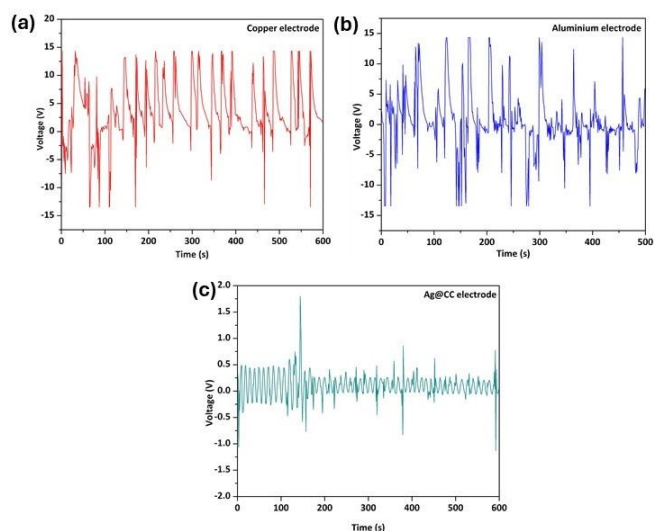 (a)
Copper electrode
20
15
10
5
0
-5
-10
-15
Voltage (V)
0 100 200 300 400 500 600
Time (s)
(b)
Aluminium electrode
15
10
5
0
-5
-10
-15
Voltage (V)
0 100 200 300 400 500
Time (s)
(c)
Ag@CC electrode
2.0
1.5
1.0
0.5
0.0
-0.5
-1.0
-1.5
-2.0
Voltage (V)
0 100 200 300 400 500 600
Time (s)